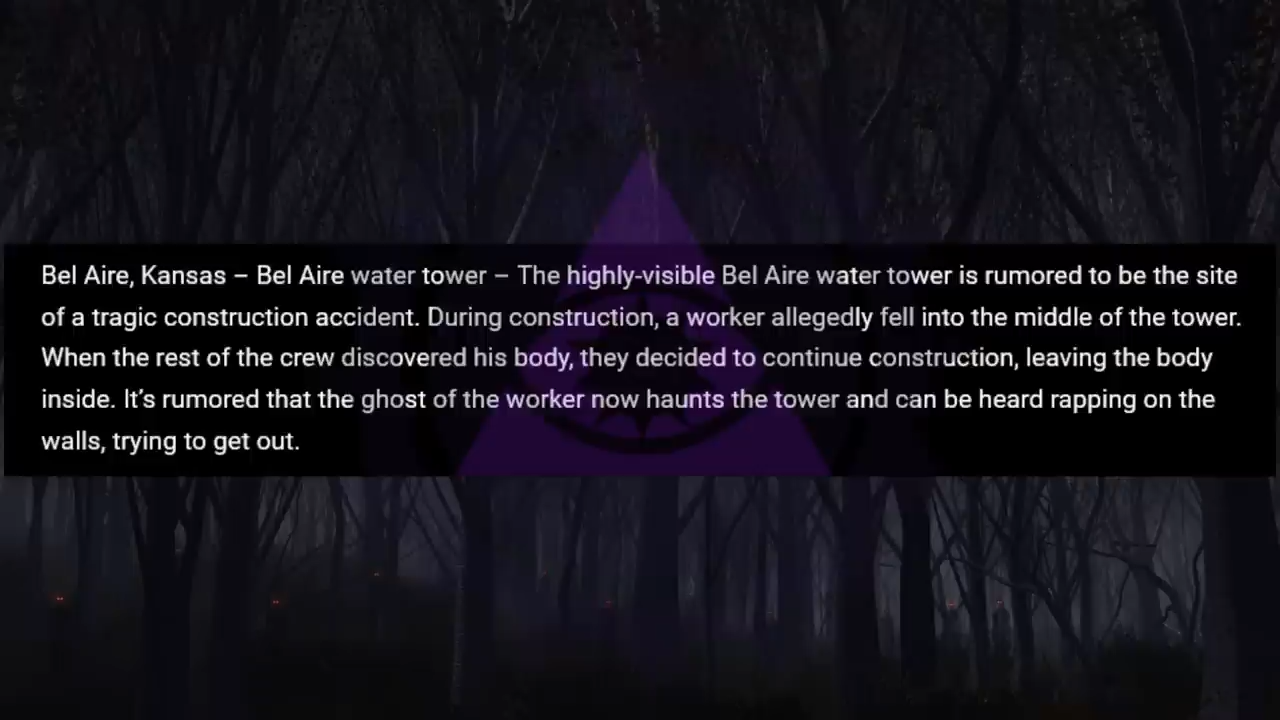 Bel Aire, Kansas – Bel Aire water tower – The highly-visible Bel Aire water tower is rumored to be the site
of a tragic construction accident. During construction, a worker allegedly fell into the middle of the tower.
When the rest of the crew discovered his body, they decided to continue construction, leaving the body
inside. It’s rumored that the ghost of the worker now haunts the tower and can be heard rapping on the
walls, trying to get out.